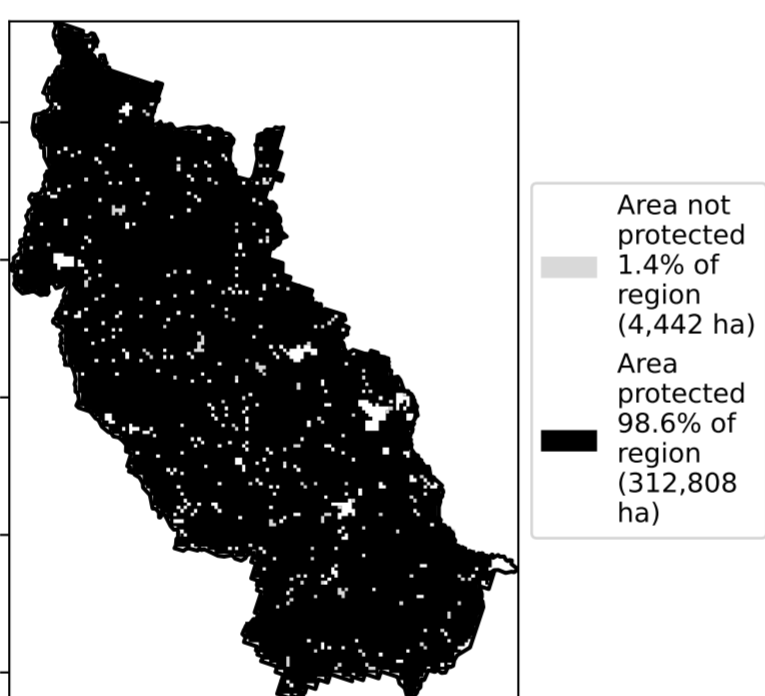 Area not
protected
1.4% of
region
(4,442 ha)
Area
protected
98.6% of
region
(312,808
ha)